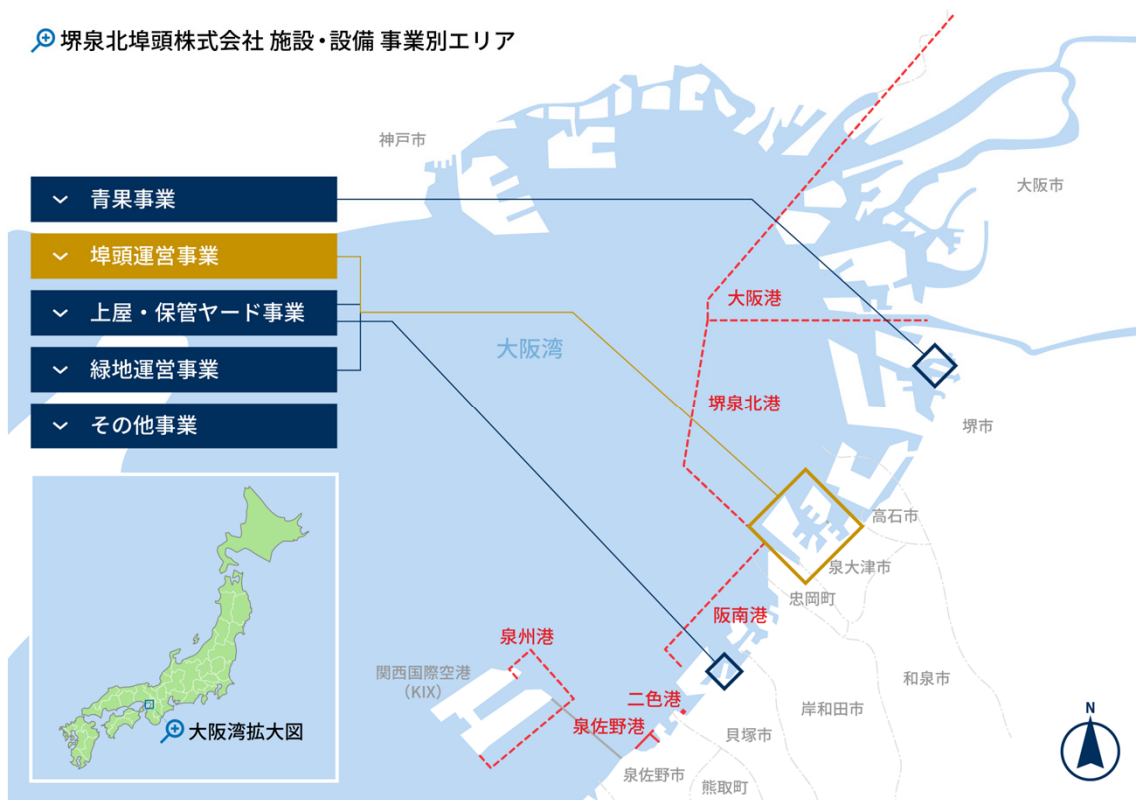 堺泉北埠頭株式会社 施設・設備 事業別エリア
神戸市
大阪市
青果事業
埠頭運営事業
上屋・保管ヤード事業
緑地運営事業
その他事業
大阪港
大阪湾
堺泉北港
堺市
高石市
泉大津市
忠岡町
阪南港
泉州港
関西国際空港
（KIX）
和泉市
二色港
岸和田市
泉佐野港
貝塚市
泉佐野市
熊取町
大阪湾拡大図
N